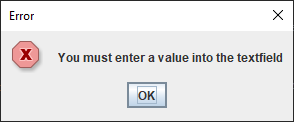 Error
You must enter a value into the textfield
OK